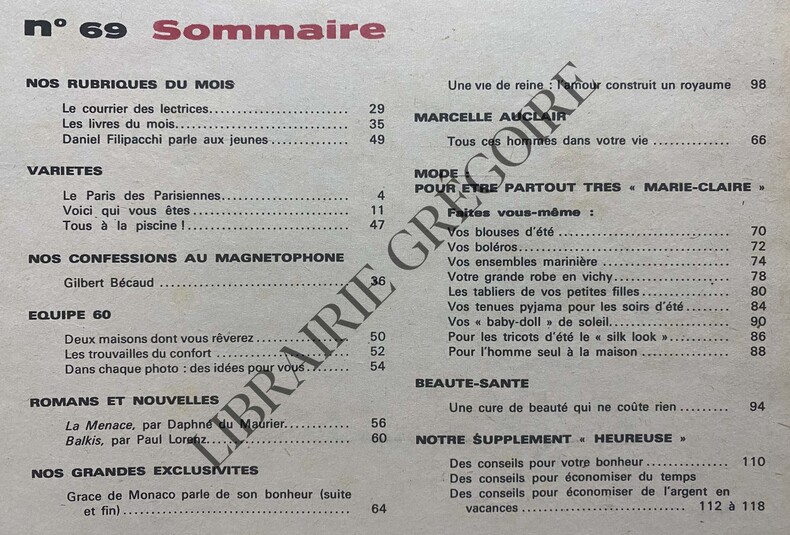 n° 69 Sommaire
NOS RUBRIQUES DU MOIS
Le courrier des lectrices........................ 29
Les livres du mois............................... 35
Daniel Filipacchi parle aux jeunes............... 49
VARIETES
Le Paris des Parisiennes......................... 4
Voici qui vous êtes.............................. 11
Tous à la piscine!............................... 47
NOS CONFESSIONS AU MAGNETOPHONE
Gilbert Bécaud .................................. 36
EQUIPE 60
Deux maisons dont vous rêverez................... 50
Les trouvailles du confort ...................... 52
Dans chaque photo : des idées pour vous.......... 54
ROMANS ET NOUVELLES
La Menace, par Daphné du Maurier................. 56
Balkis, par Paul Lorenz.......................... 60
NOS GRANDES EXCLUSIVITES
Grace de Monaco parle de son bonheur (suite
et fin).......................................... 64
Une vie de reine : l'amour construit un royaume 98
MARCELLE AUCLAIR
Tous ces hommes dans votre vie .................. 66
MODE
POUR ETRE PARTOUT TRES « MARIE-CLAIRE »
Faites vous-même :
Vos blouses d'été ............................... 70
Vos boléros...................................... 72
Vos ensembles marinière ......................... 74
Votre grande robe en vichy....................... 78
Les tabliers de vos petites filles............... 80
Vos tenues pyjama pour les soirs d'été........... 84
Vos « baby-doll » de soleil...................... 90
Pour les tricots d'été le « silk look ».......... 86
Pour l'homme seul à la maison ................... 88
BEAUTE-SANTE
Une cure de beauté qui ne coûte rien ............ 94
NOTRE SUPPLEMENT « HEUREUSE »
Des conseils pour votre bonheur ................. 110
Des conseils pour économiser du temps
Des conseils pour économiser de l'argent en
vacances ............................... 112 à 118
LIBRAIRIE GRÉGOIRE